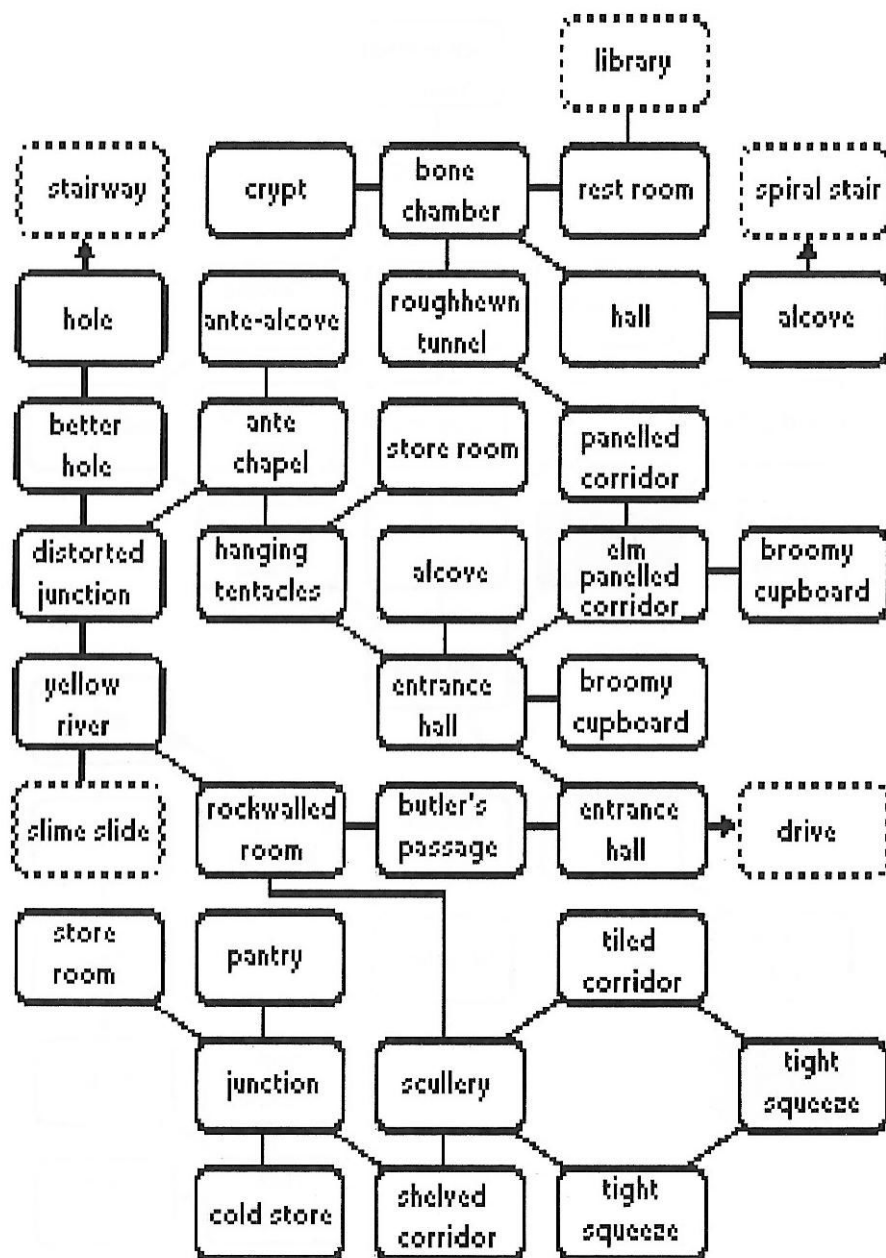 library
stairway
crypt
bone
chamber
rest room
spiral stair
hole
ante-alcove
roughhewn
tunnel
hall
alcove
better
hole
ante
chapel
store room
panelled
corridor
distorted
junction
hanging
tentacles
alcove
elm
panelled
corridor
broomy
cupboard
yellow
river
entrance
hall
broomy
cupboard
slime slide
rockwalled
room
butler's
passage
entrance
hall
drive
store
room
pantry
tiled
corridor
junction
scullery
tight
squeeze
cold store
shelved
corridor
tight
squeeze